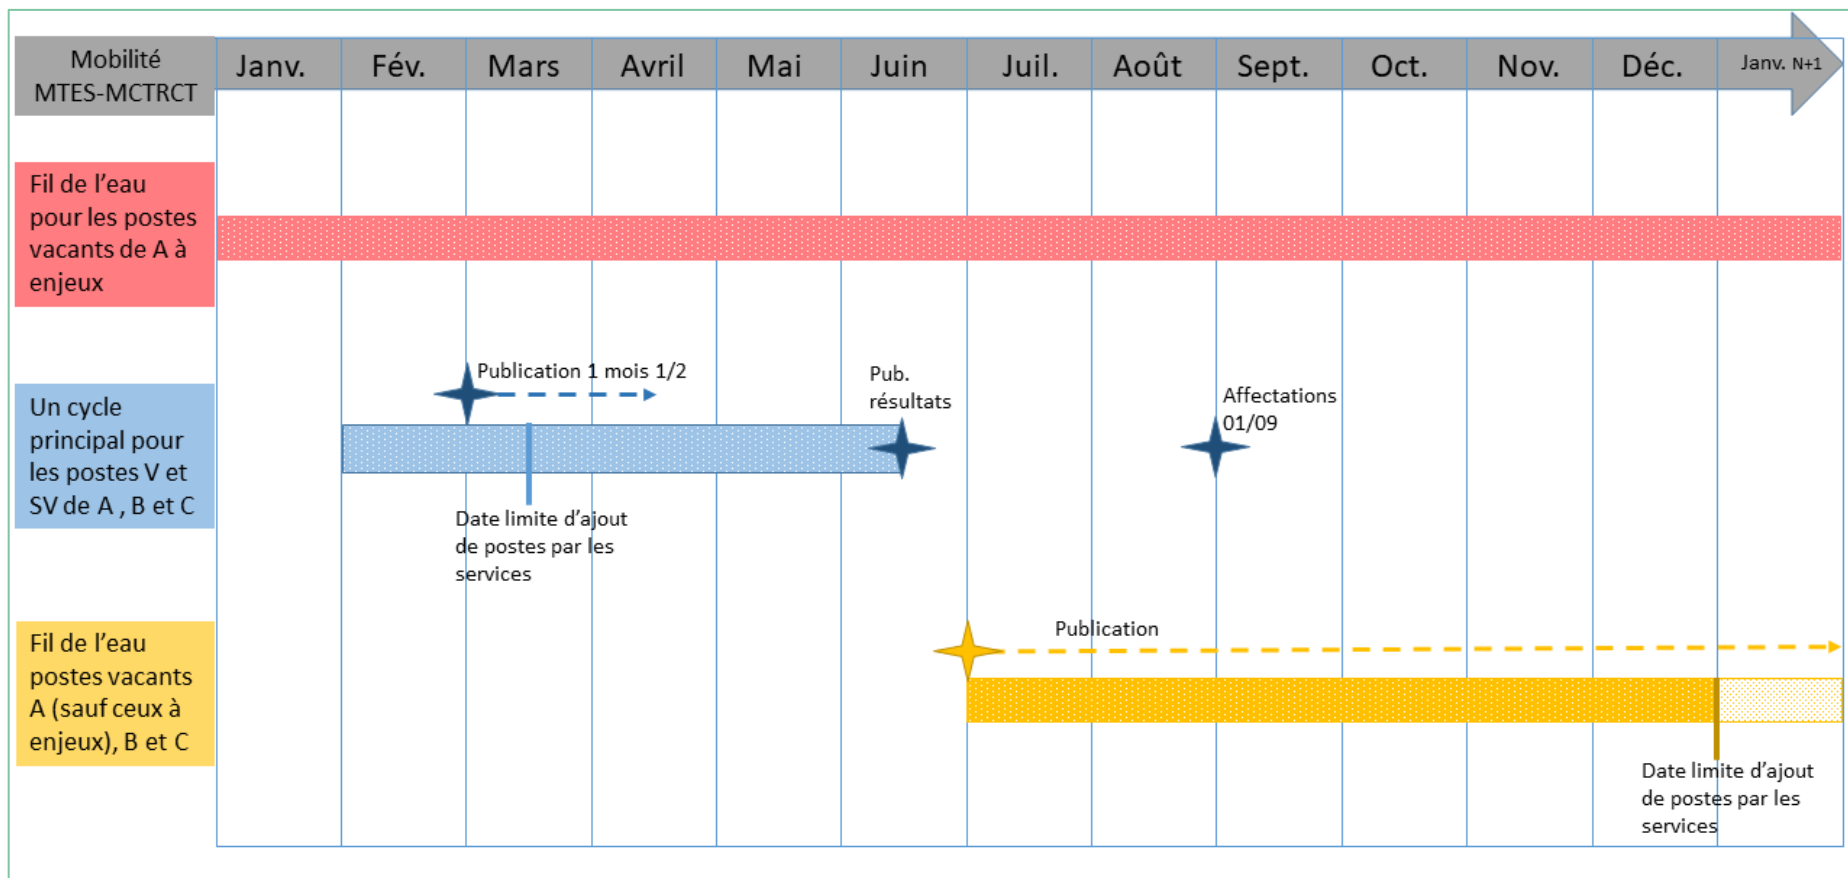 Mobilité
MTES-MCTRCT
Janv.
Fév.
Mars
Avril
Mai
Juin
Juil.
Août
Sept.
Oct.
Nov.
Déc.
Janv. N+1
Fil de l’eau
pour les postes
vacants de A à
enjeux
Un cycle
principal pour
les postes V et
SV de A , B et C
Publication 1 mois 1/2
Date limite d’ajout
de postes par les
services
Pub.
résultats
Affectations
01/09
Fil de l’eau
postes vacants
A (sauf ceux à
enjeux), B et C
Publication
Date limite d’ajout
de postes par les
services